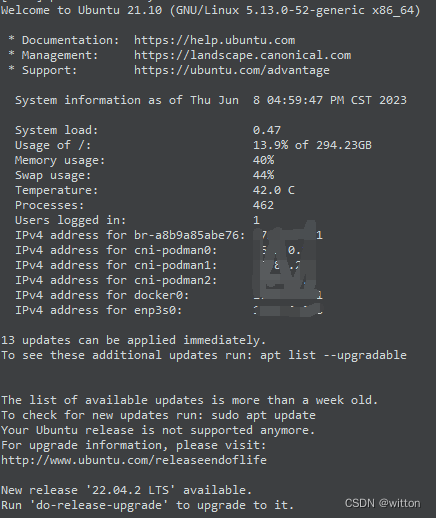 Welcome to Ubuntu 21.10 (GNU/Linux 5.13.0-52-generic x86_64)
* Documentation: https://help.ubuntu.com
* Management: https://landscape.canonical.com
* Support: https://ubuntu.com/advantage
System information as of Thu Jun 8 04:59:47 PM CST 2023
System load: 0.47
Usage of /: 13.9% of 294.23GB
Memory usage: 40%
Swap usage: 44%
Temperature: 42.0 C
Processes: 462
Users logged in: 1
IPv4 address for br-a8b9a85abe76:
IPv4 address for cni-podman0:
IPv4 address for cni-podman1:
IPv4 address for cni-podman2:
IPv4 address for docker0:
IPv4 address for enp3s0:
13 updates can be applied immediately.
To see these additional updates run: apt list --upgradable
The list of available updates is more than a week old.
To check for new updates run: sudo apt update
Your Ubuntu release is not supported anymore.
For upgrade information, please visit:
http://www.ubuntu.com/releaseendoflife
New release '22.04.2 LTS' available.
Run 'do-release-upgrade' to upgrade to it.
CSDN @witton